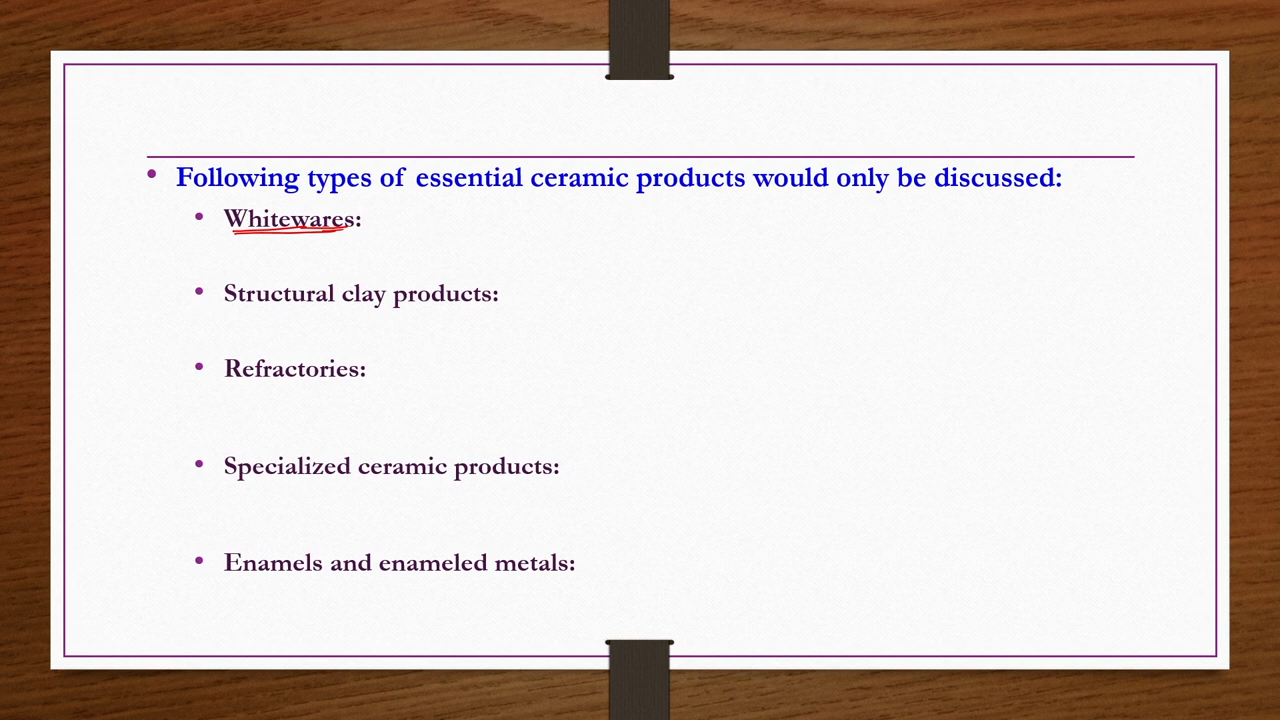 Following types of essential ceramic products would only be discussed:
Whitewares:
Structural clay products:
Refractories:
Specialized ceramic products:
Enamels and enameled metals: